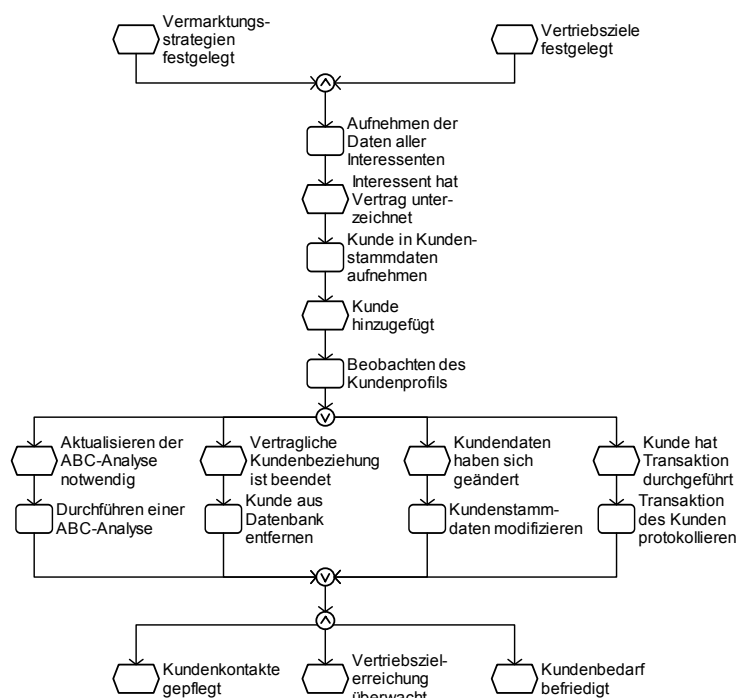 Vermarktungs-
strategien
festgelegt
Vertriebsziele
festgelegt
Aufnehmen der
Daten aller
Interessenten
Interessent hat
Vertrag unter-
zeichnet
Kunde in Kunden-
stammdaten
aufnehmen
Kunde
hinzugefügt
Beobachten des
Kundenprofils
Aktualisieren der
ABC-Analyse
notwendig
Vertragliche
Kundenbeziehung
ist beendet
Kundendaten
haben sich
geändert
Kunde hat
Transaktion
durchgeführt
Durchführen einer
ABC-Analyse
Kunde aus
Datenbank
entfernen
Kundenstamm-
daten modifizieren
Transaktion
des Kunden
protokollieren
Kundenkontakte
gepflegt
Vertriebsziel-
erreichung
überwacht
Kundenbedarf
befriedigt